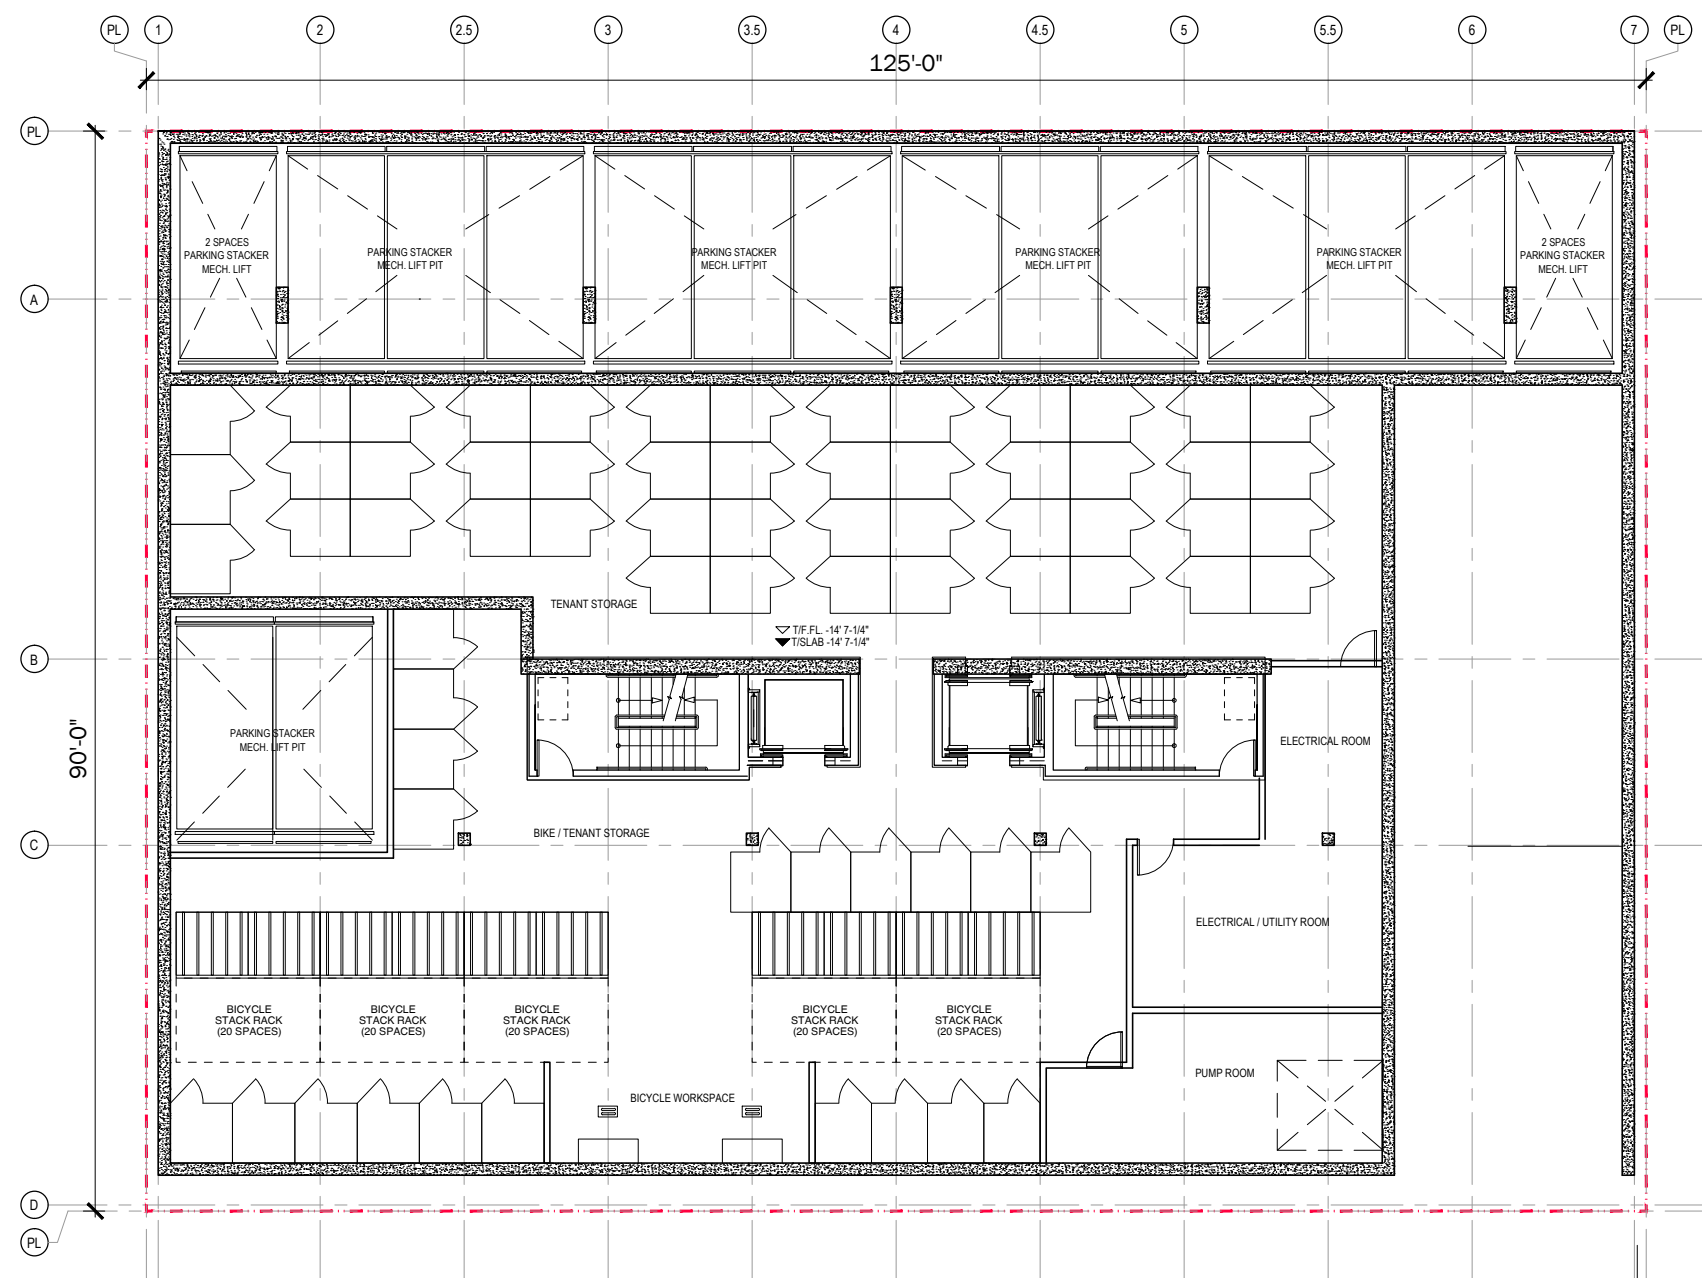 PL 1 2 2.5 3 3.5 4 4.5 5 5.5 6 7 PL
125'-0"
PL
2 SPACES
PARKING STACKER
MECH. LIFT
PARKING STACKER
MECH. LIFT PIT
PARKING STACKER
MECH. LIFT PIT
PARKING STACKER
MECH. LIFT PIT
PARKING STACKER
MECH. LIFT PIT
2 SPACES
PARKING STACKER
MECH. LIFT
A
TENANT STORAGE
T/F.FL. -14' 7-1/4"
T/SLAB -14' 7-1/4"
B
90'-0"
PARKING STACKER
MECH. LIFT PIT
ELECTRICAL ROOM
BIKE / TENANT STORAGE
C
ELECTRICAL / UTILITY ROOM
BICYCLE
STACK RACK
(20 SPACES)
BICYCLE
STACK RACK
(20 SPACES)
BICYCLE
STACK RACK
(20 SPACES)
BICYCLE
STACK RACK
(20 SPACES)
BICYCLE
STACK RACK
(20 SPACES)
PUMP ROOM
BICYCLE WORKSPACE
D
PL